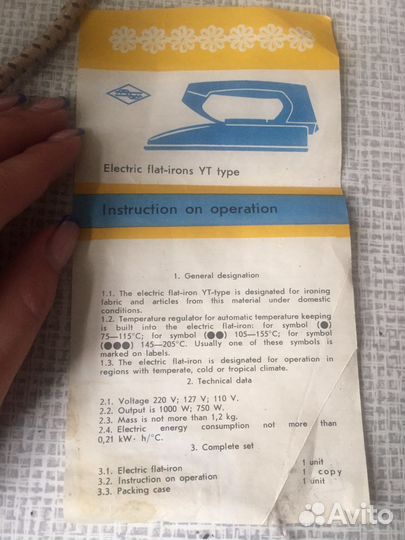 Electric flat-irons YT type
Instruction on operation
1. General designation
1.1. The electric flat-iron YT-type is designated for ironing
fabric and articles from this material under domestic
conditions.
1.2. Temperature regulator for automatic temperature keeping
is built into the electric flat-iron: for symbol (●)
75—115°C; for symbol (●●) 105—155°C; for symbol
(●●●) 145—205°C. Usually one of these symbols is
marked on labels.
1.3. The electric flat-iron is designated for operation in
regions with temperate, cold or tropical climate.
2. Technical data
2.1. Voltage 220 V; 127 V; 110 V.
2.2. Output is 1000 W; 750 W.
2.3. Mass is not more than 1,2 kg.
2.4. Electric energy consumption not more than
0,21 kW· h/°C.
3. Complete set
3.1. Electric flat-iron 1 unit
3.2. Instruction on operation 1 copy
3.3. Packing case 1 unit
Avito